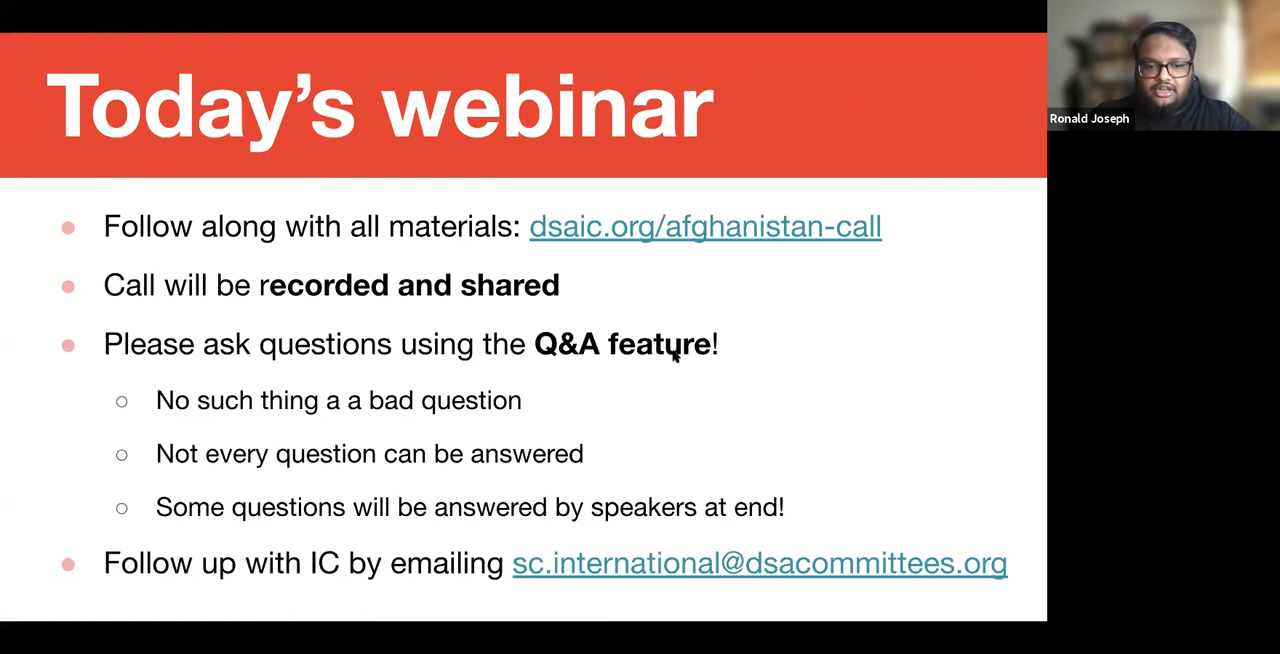 Today's webinar
Ronald Joseph
Follow along with all materials: dsaic.org/afghanistan-call
Call will be recorded and shared
Please ask questions using the Q&A feature!
No such thing a a bad question
Not every question can be answered
Some questions will be answered by speakers at end!
Follow up with IC by emailing sc.international@dsacommittees.org